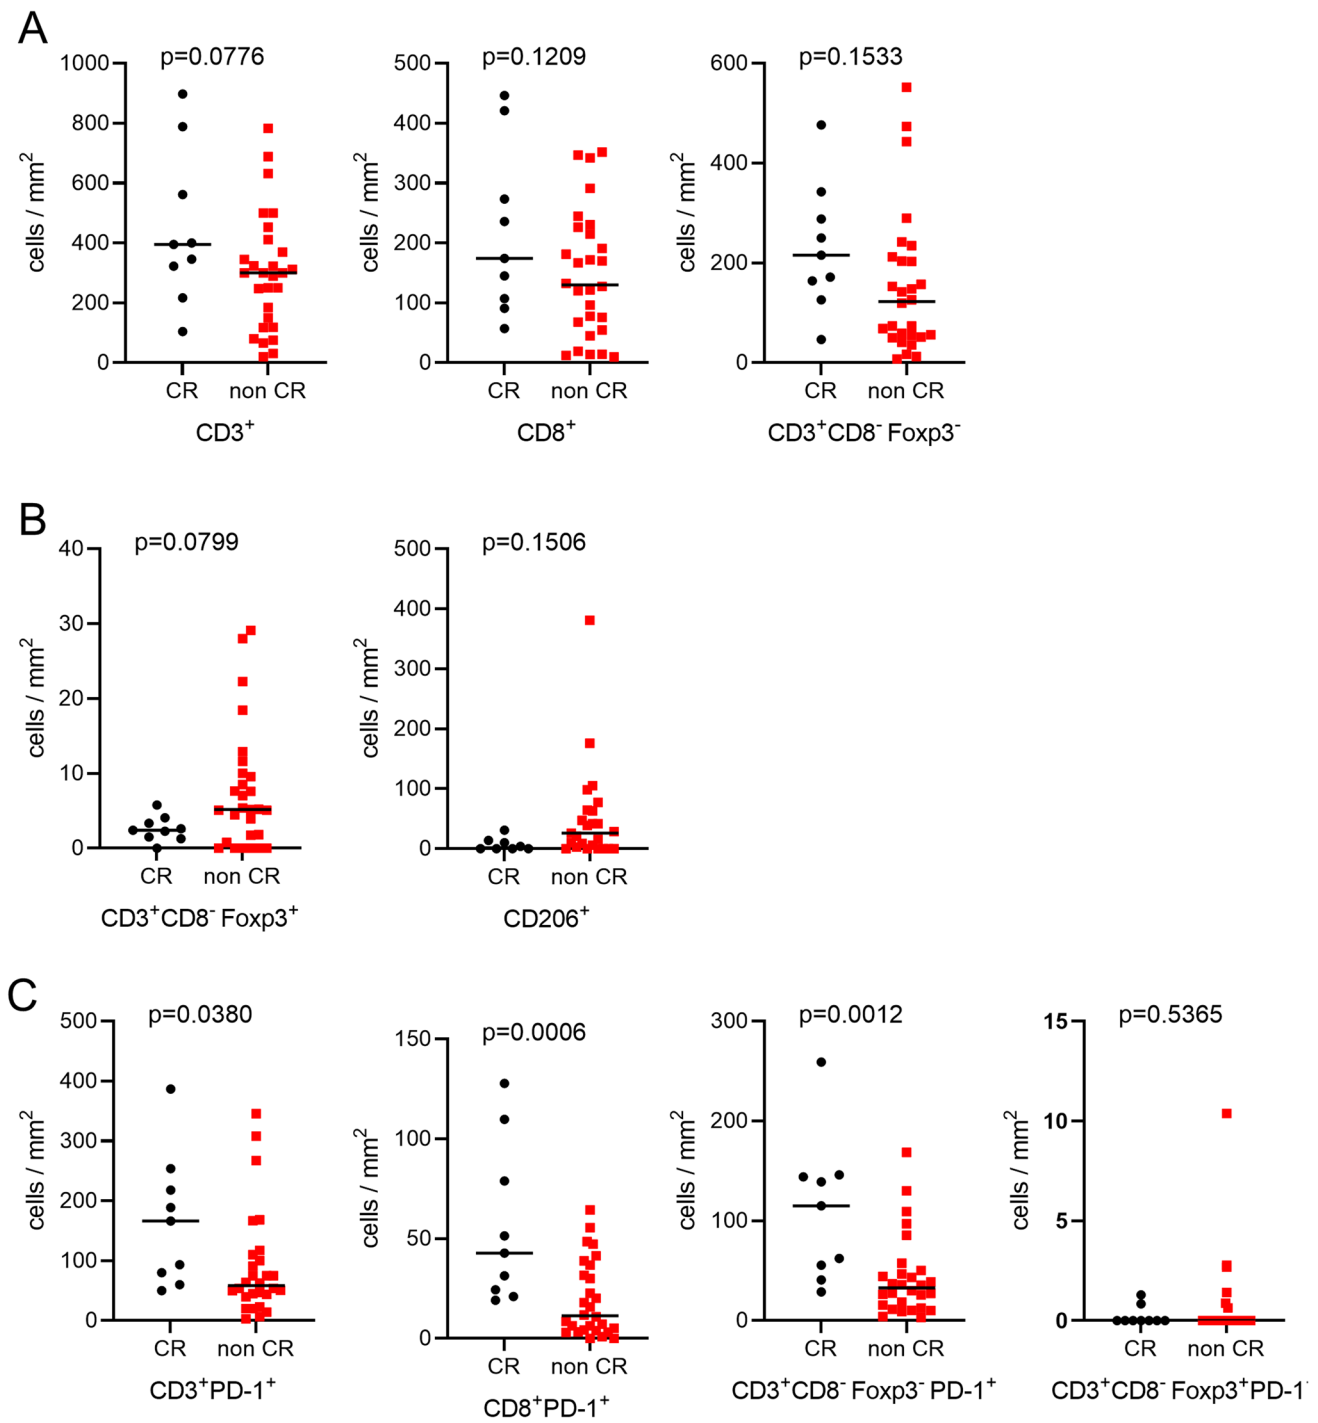 A
p=0.0776
1000
800
600
400
200
0
cells / mm²
CR
non CR
CD3⁺
p=0.1209
500
400
300
200
100
0
cells / mm²
CR
non CR
CD8⁺
p=0.1533
600
400
200
0
cells / mm²
CR
non CR
CD3⁺CD8⁻ Foxp3⁻
B
p=0.0799
40
30
20
10
0
cells / mm²
CR
non CR
CD3⁺CD8⁻ Foxp3⁺
p=0.1506
500
400
300
200
100
0
cells / mm²
CR
non CR
CD206⁺
C
p=0.0380
500
400
300
200
100
0
cells / mm²
CR
non CR
CD3⁺PD-1⁺
p=0.0006
150
100
50
0
cells / mm²
CR
non CR
CD8⁺PD-1⁺
p=0.0012
300
200
100
0
cells / mm²
CR
non CR
CD3⁺CD8⁻ Foxp3⁻ PD-1⁺
p=0.5365
15
10
5
0
cells / mm²
CR
non CR
CD3⁺CD8⁻ Foxp3⁺PD-1